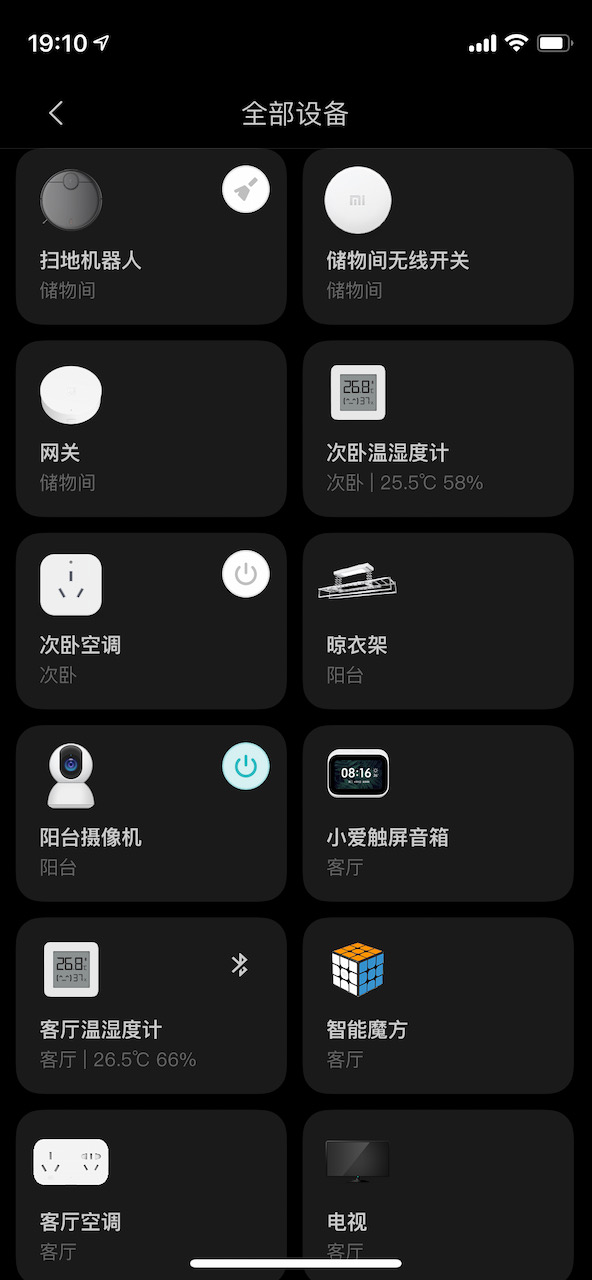 19:10
全部设备
扫地机器人
储物间
mi
储物间无线开关
储物间
网关
储物间
268
次卧温湿度计
次卧 | 25.5℃ 58%
次卧空调
次卧
晾衣架
阳台
阳台摄像机
阳台
08:16
小爱触屏音箱
客厅
268
客厅温湿度计
客厅 | 26.5℃ 66%
智能魔方
客厅
客厅空调
客厅
电视
客厅